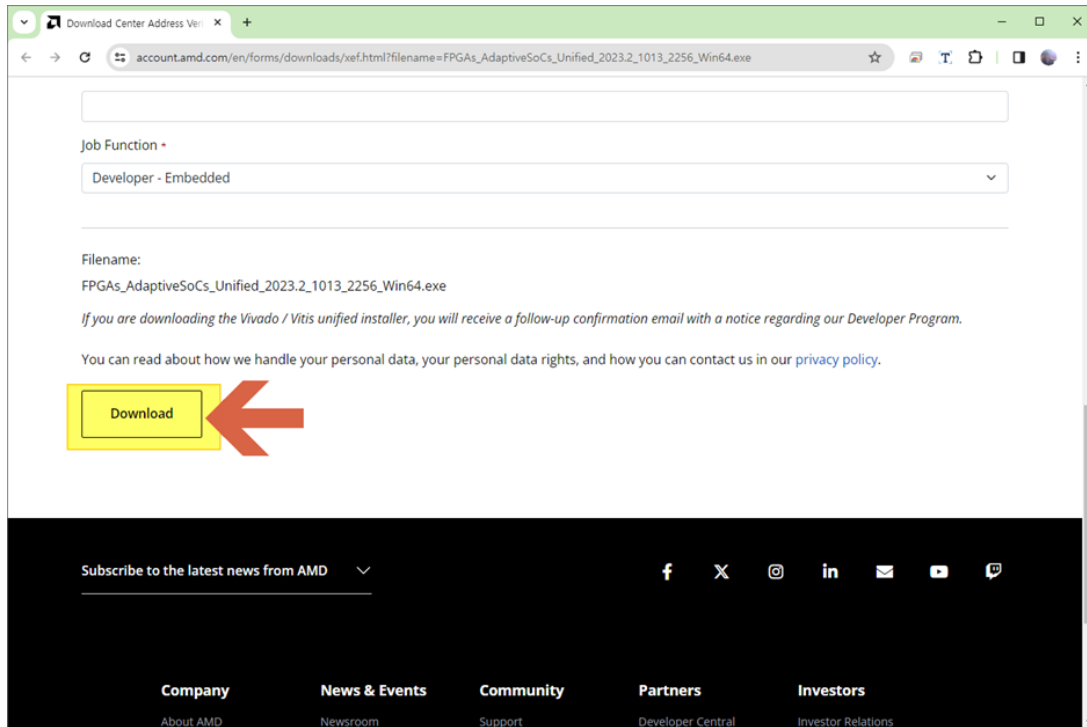 Download Center Address Ver
account.amd.com/en/forms/downloads/xef.html?filename=FPGAs_AdaptiveSoCs_Unified_2023.2_1013_2256_Win64.exe
Job Function *
Developer - Embedded
Filename:
FPGAs_AdaptiveSoCs_Unified_2023.2_1013_2256_Win64.exe
If you are downloading the Vivado / Vitis unified installer, you will receive a follow-up confirmation email with a notice regarding our Developer Program.
You can read about how we handle your personal data, your personal data rights, and how you can contact us in our privacy policy.
Download
Subscribe to the latest news from AMD
Company News & Events Community Partners Investors
About AMD Newsroom Support Developer Central Investor Relations